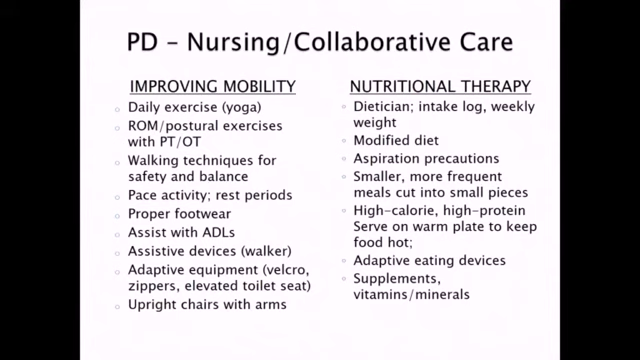 PD – Nursing/Collaborative Care
IMPROVING MOBILITY
Daily exercise (yoga)
ROM/postural exercises
with PT/OT
Walking techniques for
safety and balance
Pace activity; rest periods
Proper footwear
Assist with ADLs
Assistive devices (walker)
Adaptive equipment (velcro,
zippers, elevated toilet seat)
Upright chairs with arms
NUTRITIONAL THERAPY
Dietician; intake log, weekly
weight
Modified diet
Aspiration precautions
Smaller, more frequent
meals cut into small pieces
High-calorie, high-protein
Serve on warm plate to keep
food hot;
Adaptive eating devices
Supplements,
vitamins/minerals